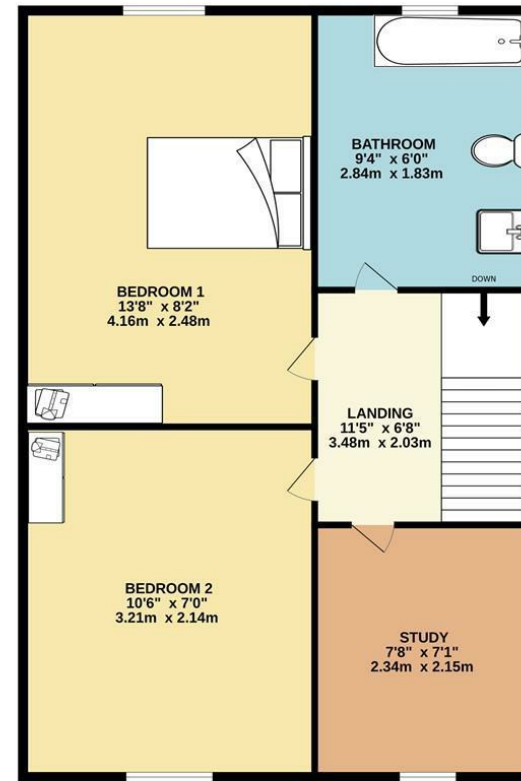 BATHROOM
9'4" x 6'0"
2.84m x 1.83m
DOWN
BEDROOM 1
13'8" x 8'2"
4.16m x 2.48m
LANDING
11'5" x 6'8"
3.48m x 2.03m
BEDROOM 2
10'6" x 7'0"
3.21m x 2.14m
STUDY
7'8" x 7'1"
2.34m x 2.15m